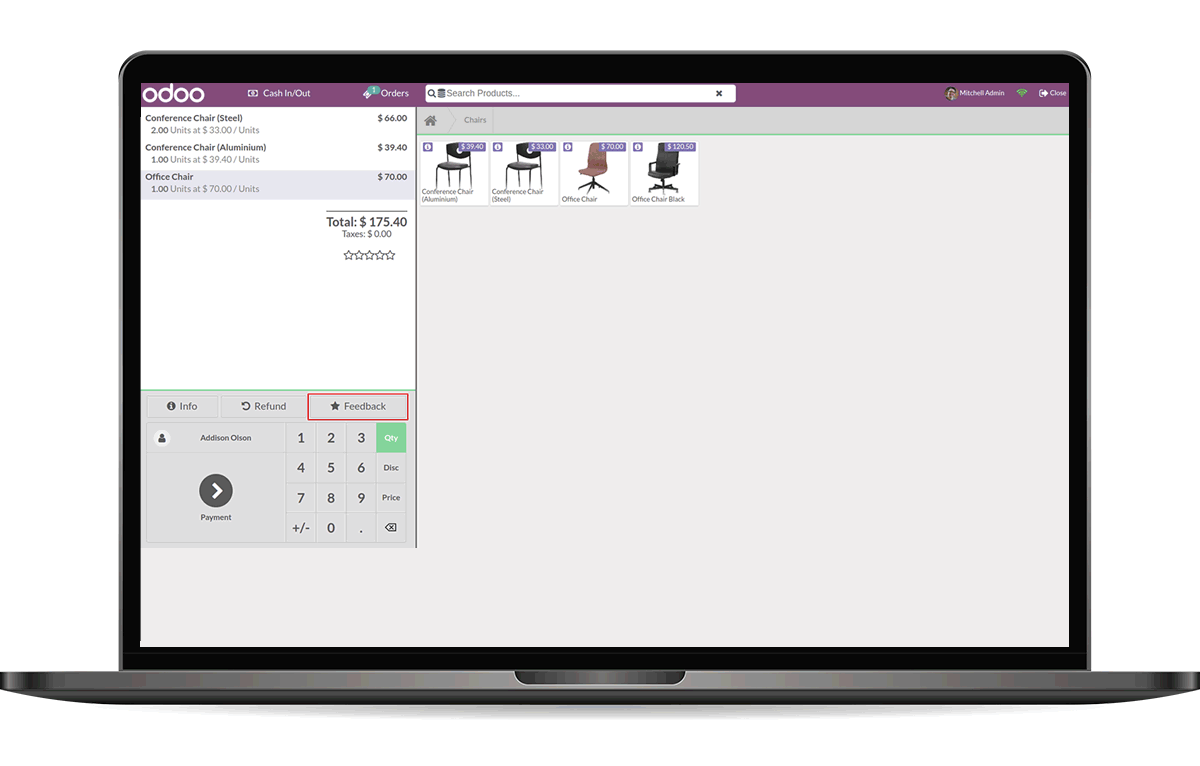 odoo
Cash In/Out
1
Orders
Search Products...
Mitchell Admin
Close
Conference Chair (Steel) $ 66.00
2.00 Units at $ 33.00 / Units
Conference Chair (Aluminium) $ 39.40
1.00 Units at $ 39.40 / Units
Office Chair $ 70.00
1.00 Units at $ 70.00 / Units
Total: $ 175.40
Taxes: $ 0.00
Chairs
$ 39.40
Conference Chair
(Aluminium)
$ 33.00
Conference Chair
(Steel)
$ 70.00
Office Chair
$ 120.50
Office Chair Black
Info
Refund
Feedback
Addison Olson
Payment
1 2 3 Qty
4 5 6 Disc
7 8 9 Price
+/- 0 .